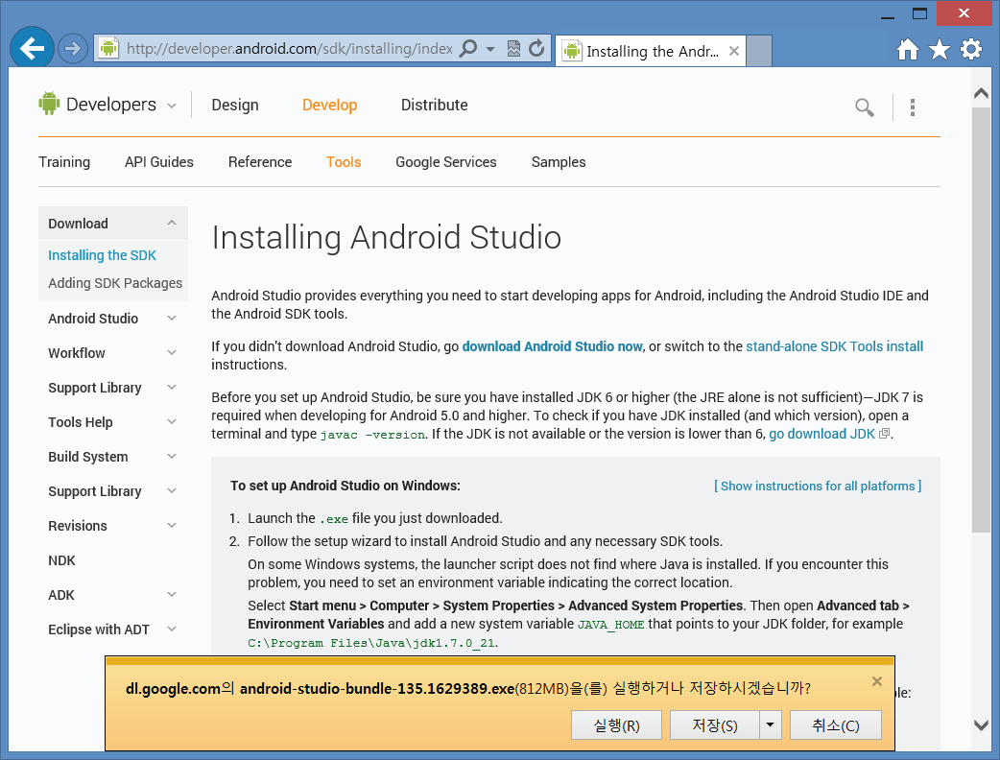 http://developer.android.com/sdk/installing/index
Installing the Andr...
Developers
Design
Develop
Distribute
Training
API Guides
Reference
Tools
Google Services
Samples
Download
Installing the SDK
Adding SDK Packages
Android Studio
Workflow
Support Library
Tools Help
Build System
Support Library
Revisions
NDK
ADK
Eclipse with ADT
Installing Android Studio
Android Studio provides everything you need to start developing apps for Android, including the Android Studio IDE and
the Android SDK tools.
If you didn't download Android Studio, go download Android Studio now, or switch to the stand-alone SDK Tools install
instructions.
Before you set up Android Studio, be sure you have installed JDK 6 or higher (the JRE alone is not sufficient)—JDK 7 is
required when developing for Android 5.0 and higher. To check if you have JDK installed (and which version), open a
terminal and type javac -version. If the JDK is not available or the version is lower than 6, go download JDK.
To set up Android Studio on Windows:
[ Show instructions for all platforms ]
1. Launch the .exe file you just downloaded.
2. Follow the setup wizard to install Android Studio and any necessary SDK tools.
On some Windows systems, the launcher script does not find where Java is installed. If you encounter this
problem, you need to set an environment variable indicating the correct location.
Select Start menu > Computer > System Properties > Advanced System Properties. Then open Advanced tab >
Environment Variables and add a new system variable JAVA_HOME that points to your JDK folder, for example
C:\Program Files\Java\jdk1.7.0_21.
dl.google.com의 android-studio-bundle-135.1629389.exe(812MB)을(를) 실행하거나 저장하시겠습니까?
실행(R)
저장(S)
취소(C)